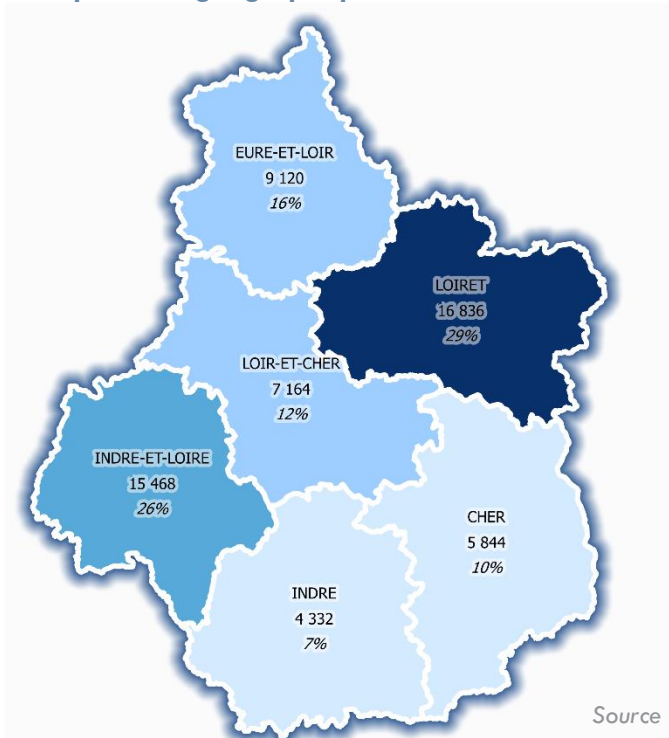 EURE-ET-LOIR
9 120
16%
LOIRET
16 836
29%
LOIR-ET-CHER
7 164
12%
INDRE-ET-LOIRE
15 468
26%
CHER
5 844
10%
INDRE
4 332
7%
Source